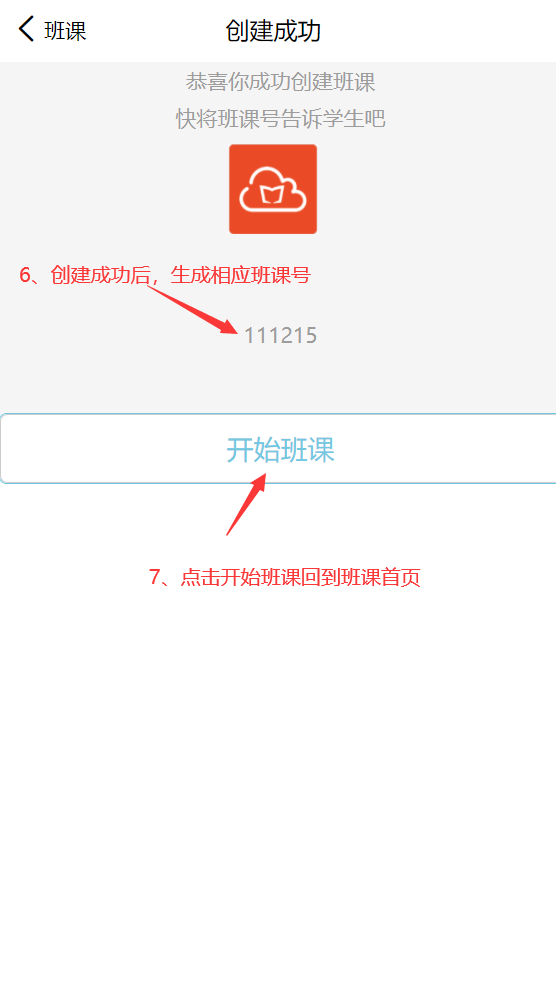 班课
创建成功
恭喜你成功创建班课
快将班课号告诉学生吧
6、创建成功后，生成相应班课号
111215
开始班课
7、点击开始班课回到班课首页